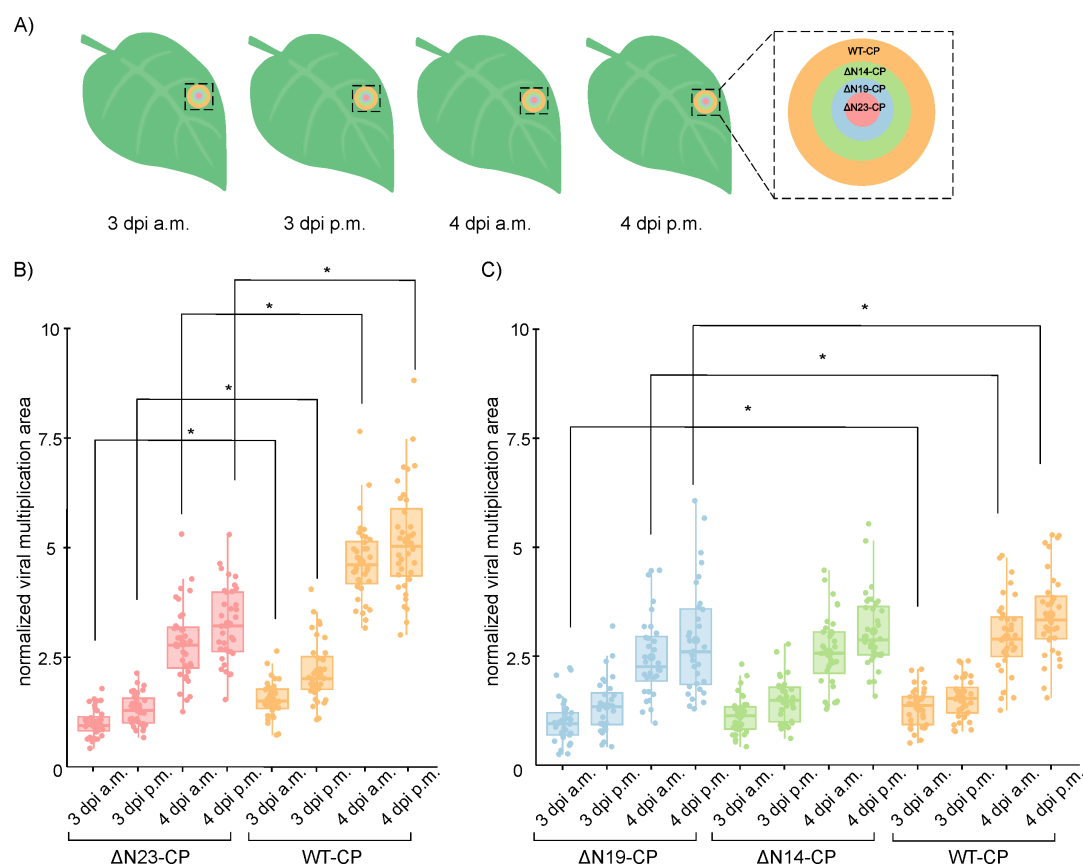 A)
WT-CP
ΔN14-CP
ΔN19-CP
ΔN23-CP
3 dpi a.m.
3 dpi p.m.
4 dpi a.m.
4 dpi p.m.
B)
*
*
*
*
normalized viral multiplication area
10
7.5
5
2.5
0
3 dpi a.m.
3 dpi p.m.
4 dpi a.m.
4 dpi p.m.
3 dpi a.m.
3 dpi p.m.
4 dpi a.m.
4 dpi p.m.
ΔN23-CP
WT-CP
C)
*
*
*
normalized viral multiplication area
10
7.5
5
2.5
0
3 dpi a.m.
3 dpi p.m.
4 dpi a.m.
4 dpi p.m.
3 dpi a.m.
3 dpi p.m.
4 dpi a.m.
4 dpi p.m.
3 dpi a.m.
3 dpi p.m.
4 dpi a.m.
4 dpi p.m.
ΔN19-CP
ΔN14-CP
WT-CP